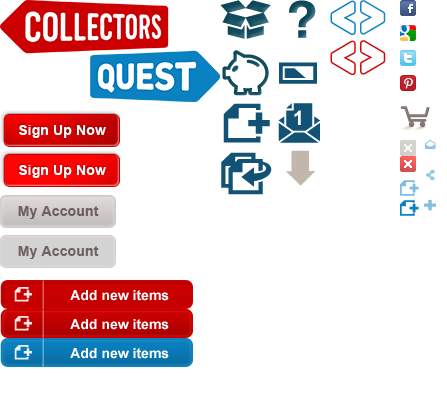 COLLECTORS
QUEST
?
1
f
g
t
Sign Up Now
Sign Up Now
My Account
My Account
Add new items
Add new items
Add new items